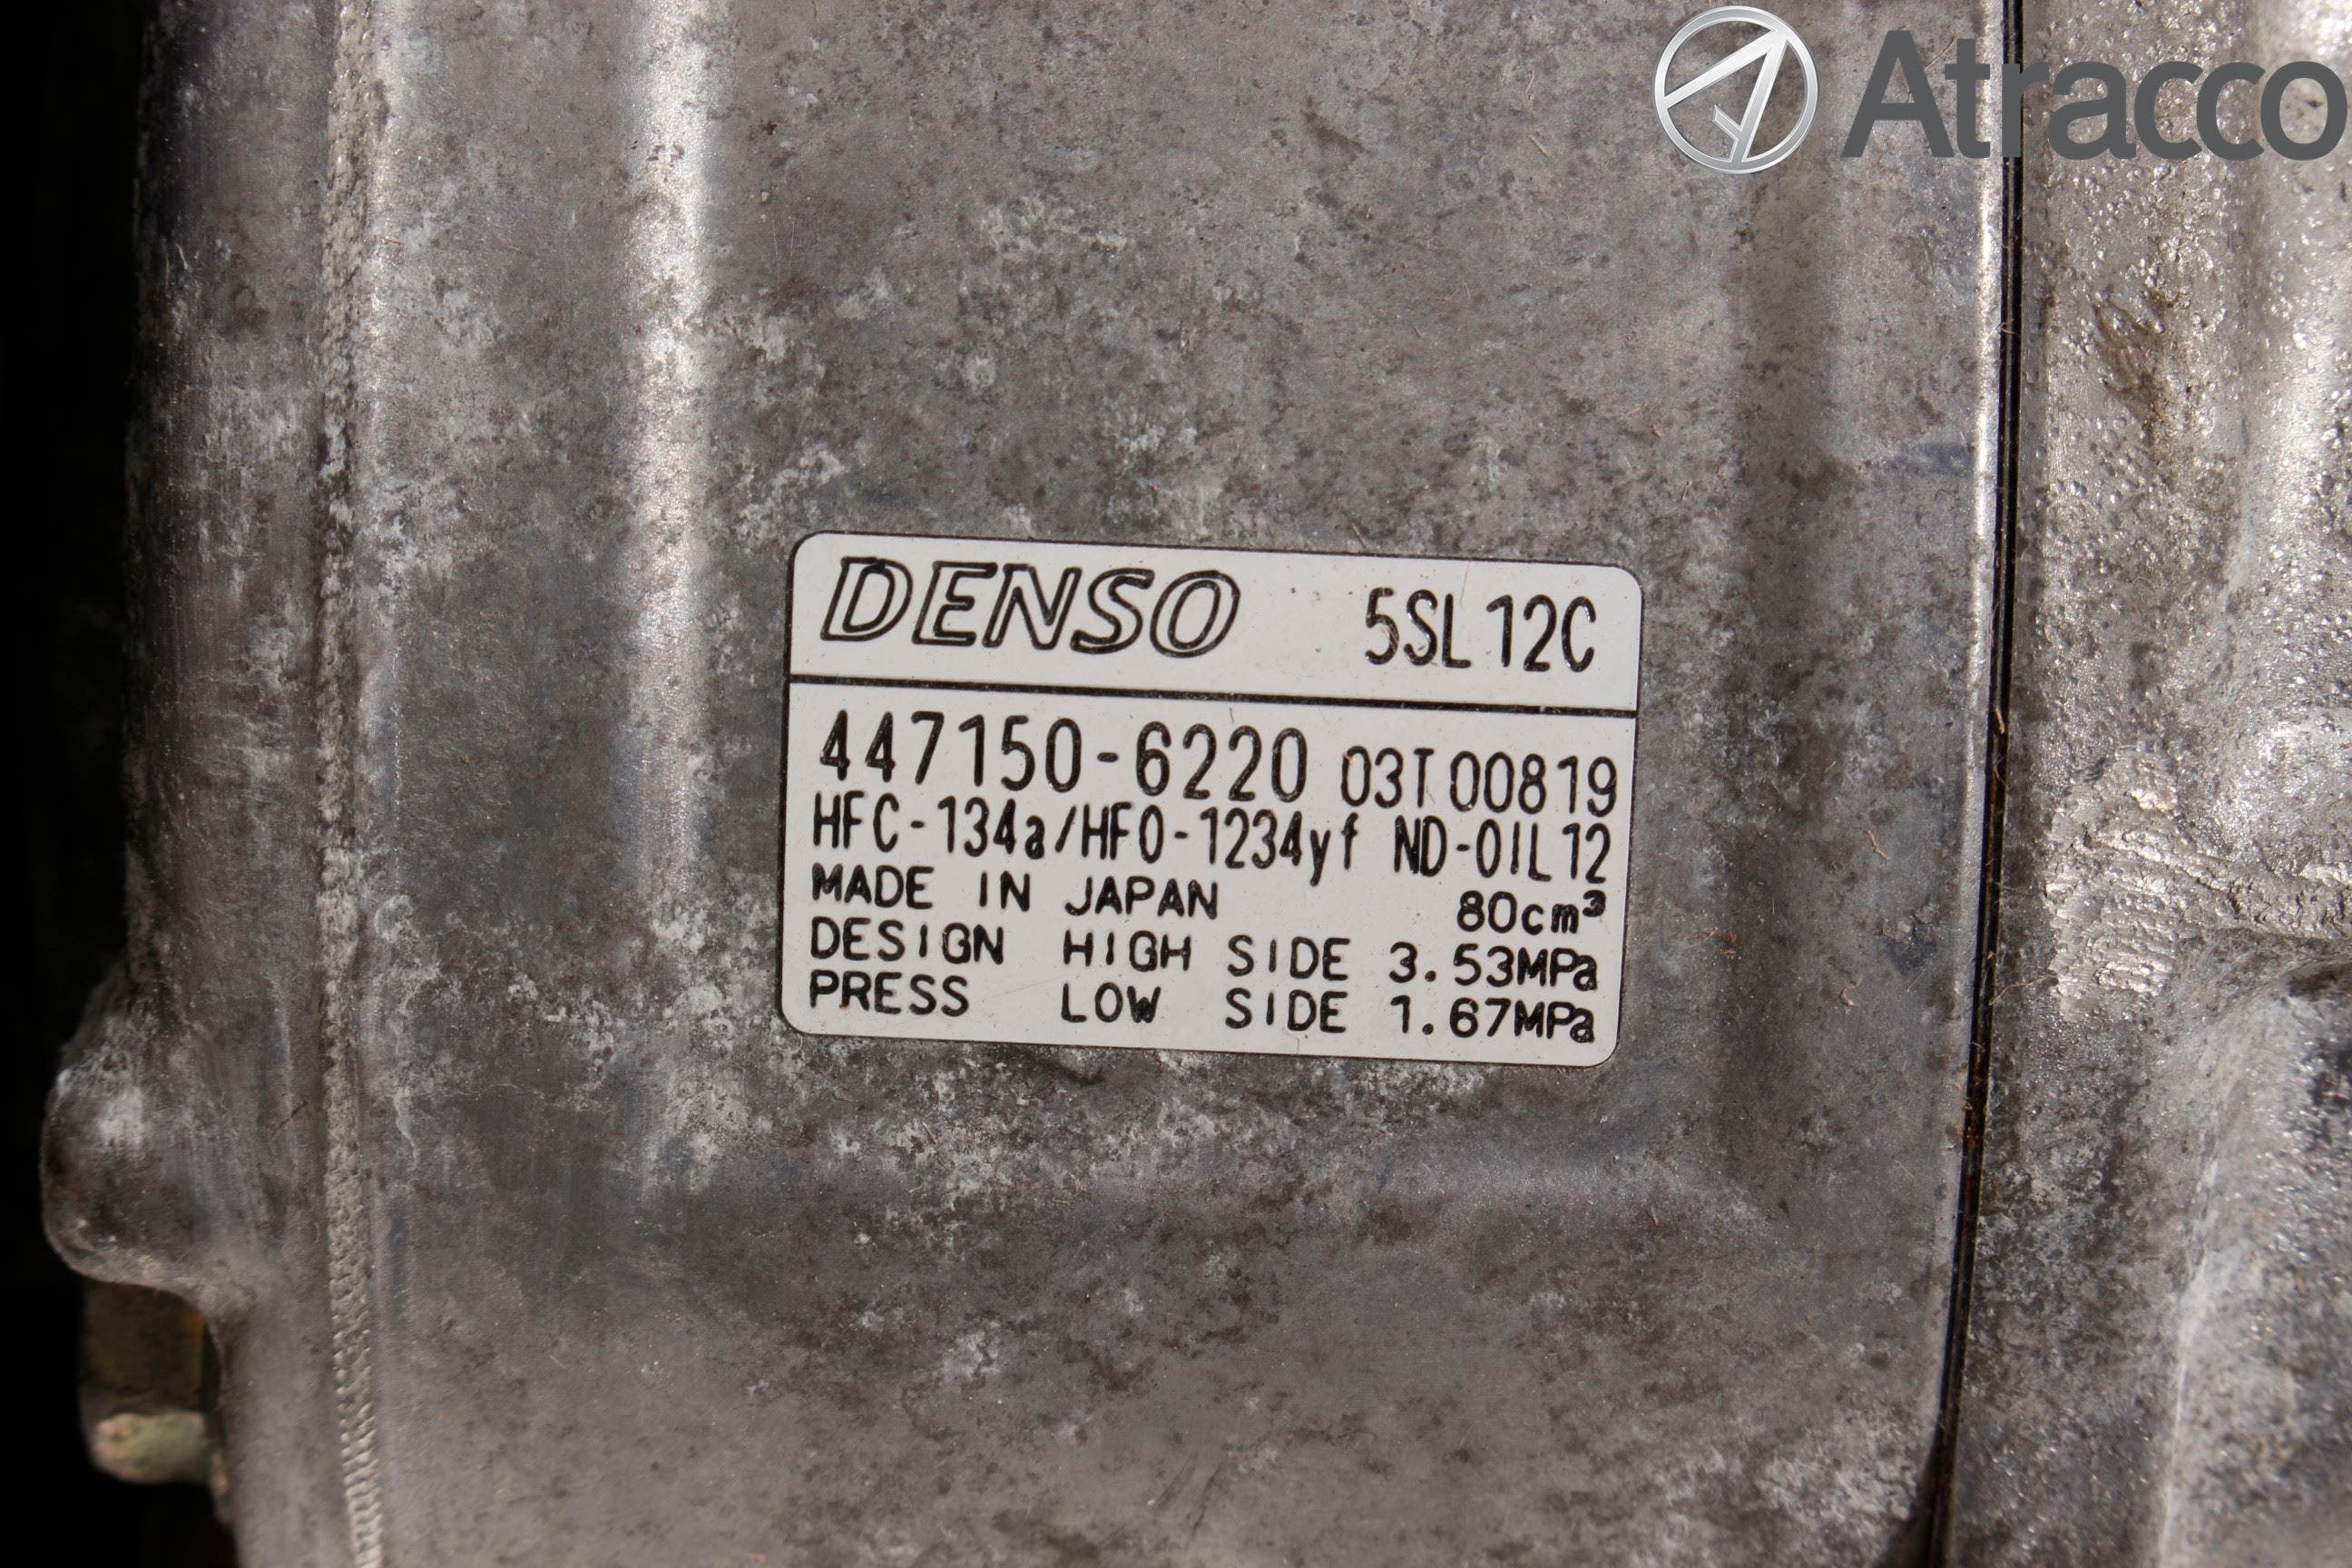 Atracco
DENSO 5SL12C
447150-6220 03T00819
HFC-134a/HFO-1234yf ND-OIL12
MADE IN JAPAN 80cm³
DESIGN HIGH SIDE 3.53MPa
PRESS LOW SIDE 1.67MPa